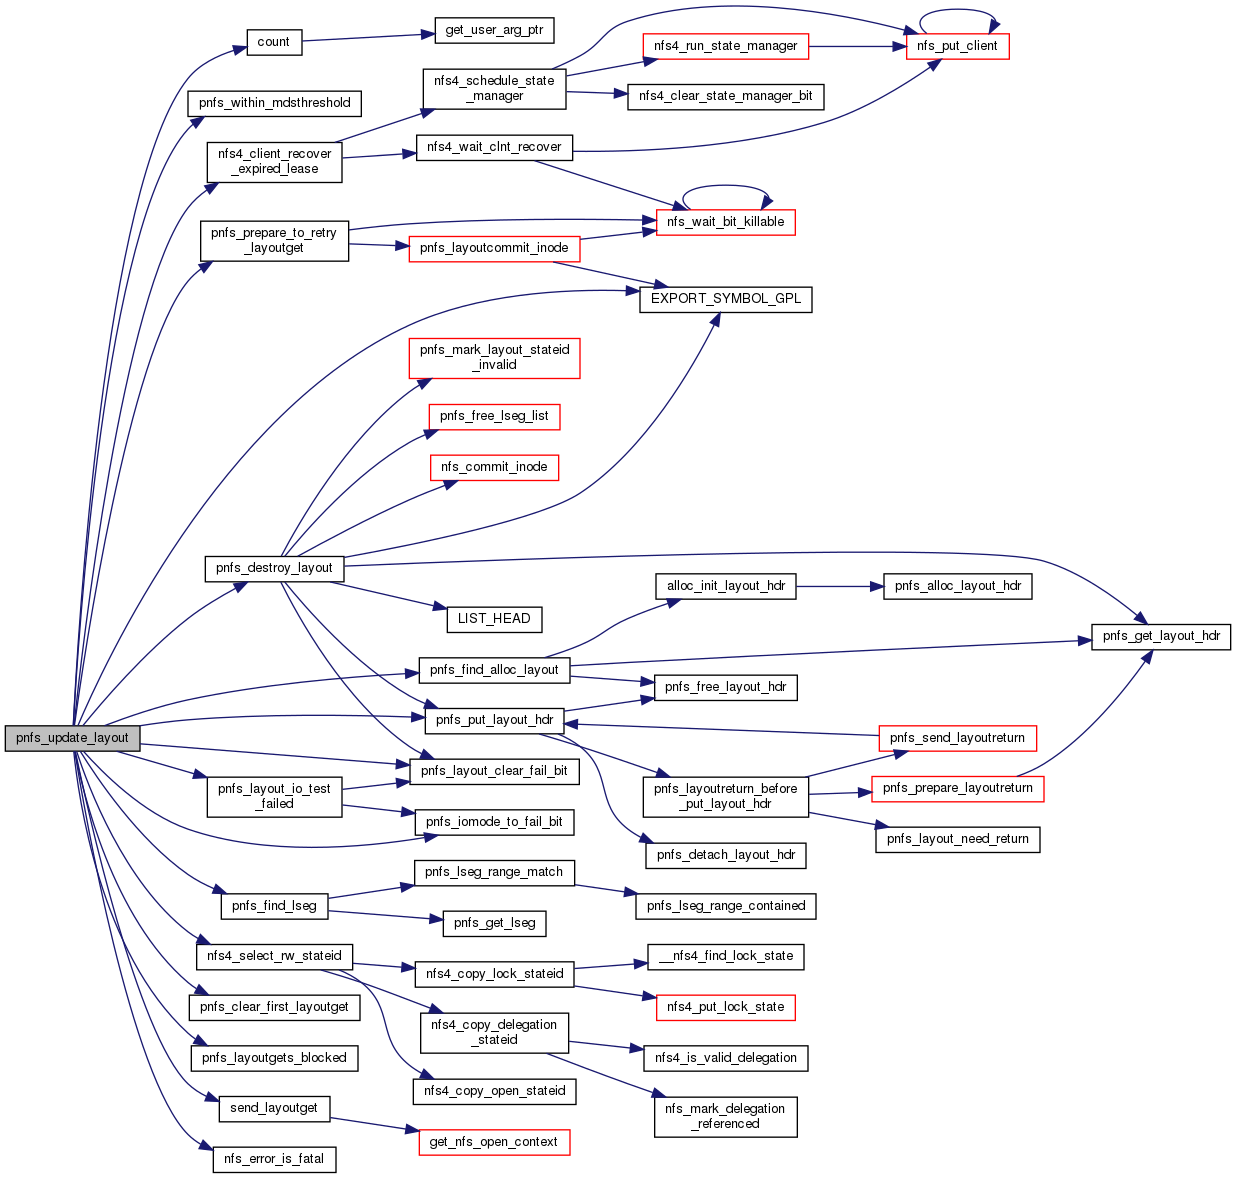 count
get_user_arg_ptr
nfs4_run_state_manager
nfs_put_client
nfs4_schedule_state
_manager
nfs4_clear_state_manager_bit
pnfs_within_mdsthreshold
nfs4_client_recover
_expired_lease
nfs4_wait_clnt_recover
nfs_wait_bit_killable
pnfs_prepare_to_retry
_layoutget
pnfs_layoutcommit_inode
EXPORT_SYMBOL_GPL
pnfs_mark_layout_stateid
_invalid
pnfs_free_lseg_list
nfs_commit_inode
pnfs_destroy_layout
alloc_init_layout_hdr
pnfs_alloc_layout_hdr
LIST_HEAD
pnfs_get_layout_hdr
pnfs_find_alloc_layout
pnfs_free_layout_hdr
pnfs_put_layout_hdr
pnfs_update_layout
pnfs_send_layoutreturn
pnfs_layout_clear_fail_bit
pnfs_layout_io_test
_failed
pnfs_layoutreturn_before
_put_layout_hdr
pnfs_prepare_layoutreturn
pnfs_iomode_to_fail_bit
pnfs_layout_need_return
pnfs_detach_layout_hdr
pnfs_lseg_range_match
pnfs_find_lseg
pnfs_lseg_range_contained
pnfs_get_lseg
nfs4_select_rw_stateid
__nfs4_find_lock_state
nfs4_copy_lock_stateid
pnfs_clear_first_layoutget
nfs4_put_lock_state
nfs4_copy_delegation
_stateid
pnfs_layoutgets_blocked
nfs4_is_valid_delegation
nfs4_copy_open_stateid
send_layoutget
nfs_mark_delegation
_referenced
get_nfs_open_context
nfs_error_is_fatal